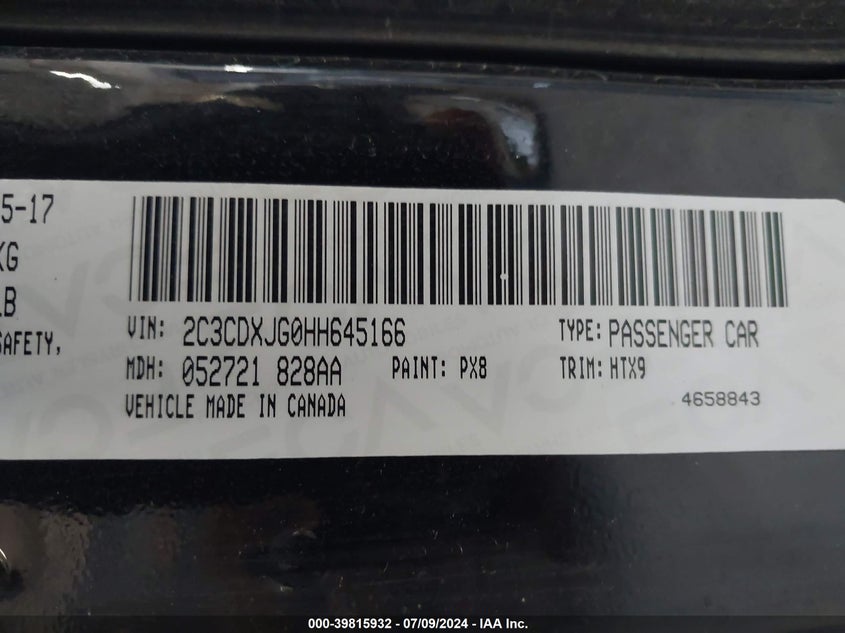 5-17
KG
LB
SAFETY,
VIN: 2C3CDXJG0HH645166 TYPE: PASSENGER CAR
MDH: 052721 828AA PAINT: PX8 TRIM: HTX9
VEHICLE MADE IN CANADA 4658843
000-39815932 - 07/09/2024 - IAA Inc.